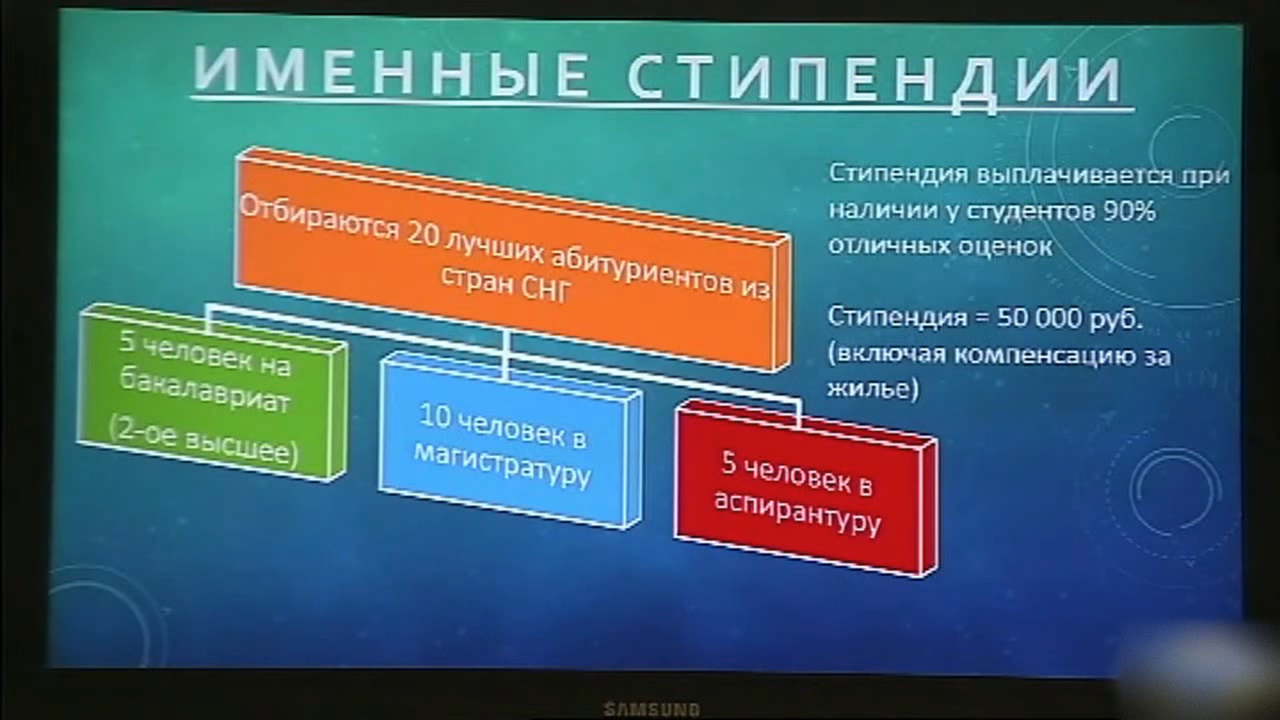 ИМЕННЫЕ СТИПЕНДИИ
Отбираются 20 лучших абитуриентов из
стран СНГ
5 человек на
бакалавриат
(2-ое высшее)
10 человек в
магистратуру
5 человек в
аспирантуру
Стипендия выплачивается при
наличии у студентов 90%
отличных оценок
Стипендия = 50 000 руб.
(включая компенсацию за
жилье)
SAMSUNG